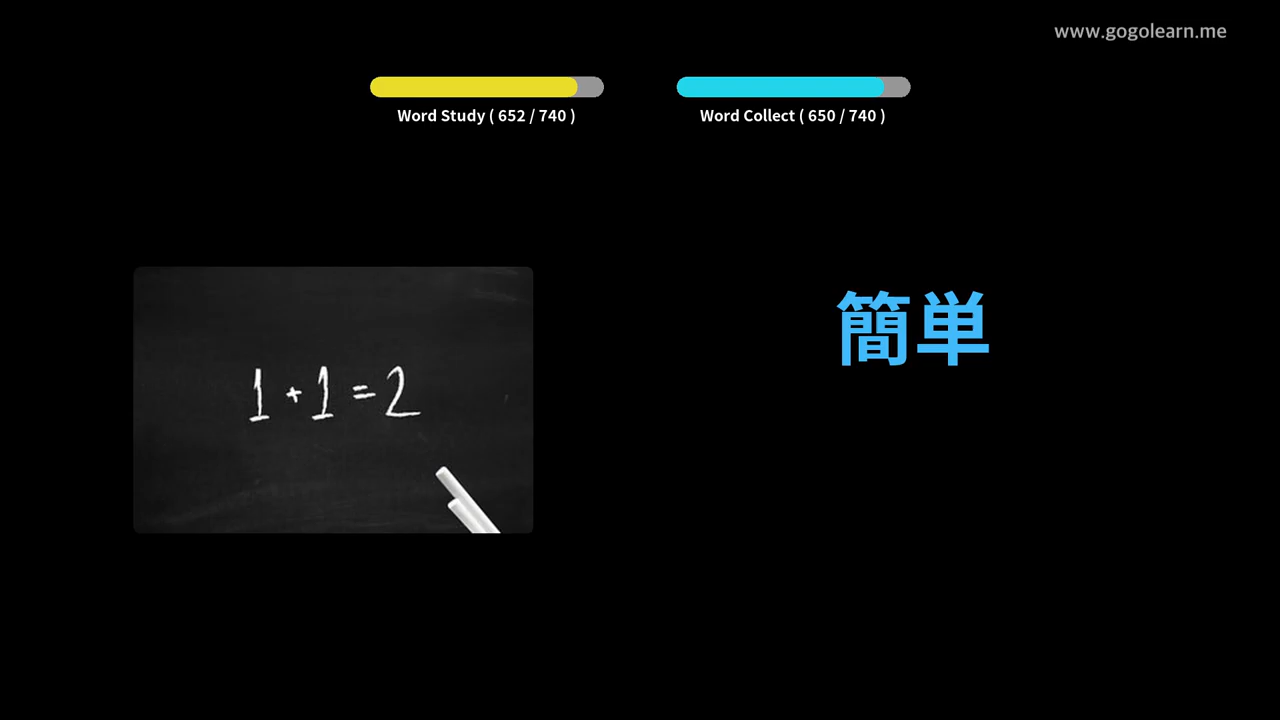 www.gogolearn.me
Word Study ( 652 / 740 )
Word Collect ( 650 / 740 )
簡単
1 + 1 = 2